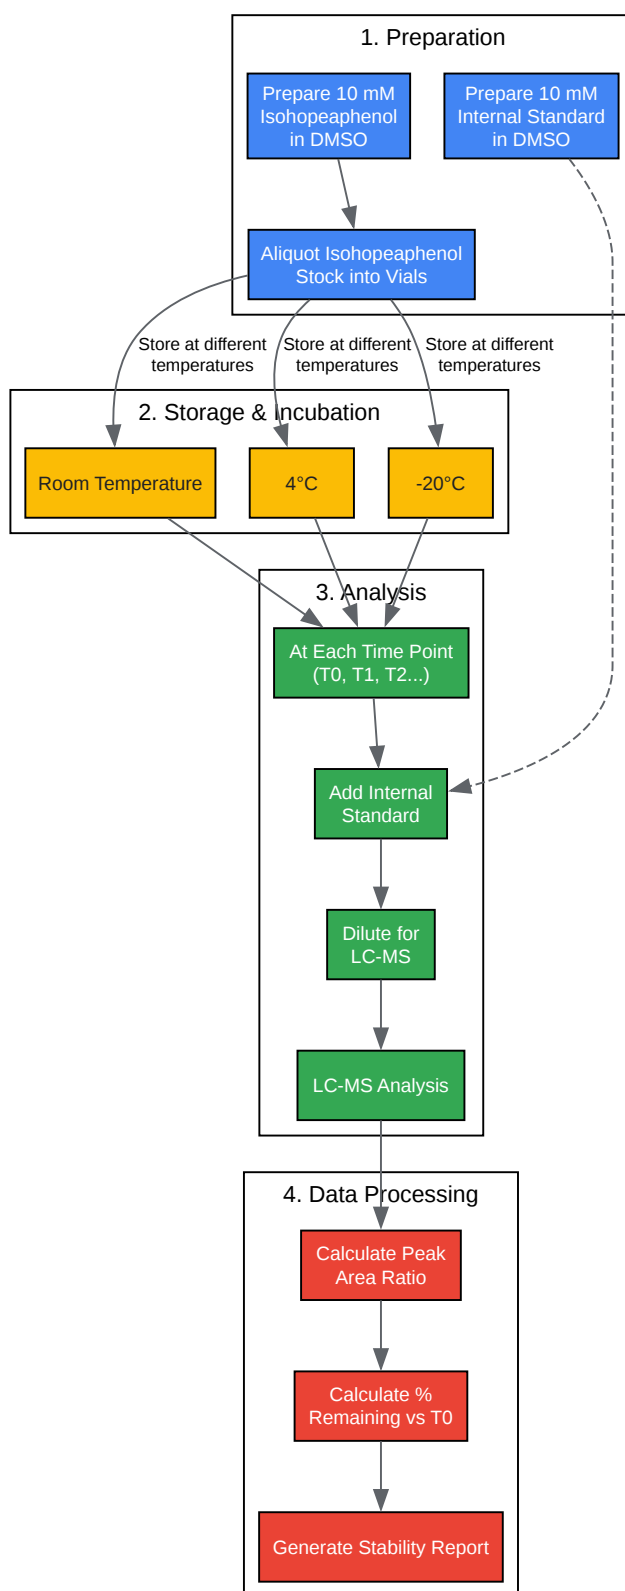 1. Preparation
Prepare 10 mM
Isohopeaphenol
in DMSO
Prepare 10 mM
Internal Standard
in DMSO
Aliquot Isohopeaphenol
Stock into Vials
Store at different
temperatures
Store at different
temperatures
Store at different
temperatures
2. Storage & Incubation
Room Temperature
4°C
-20°C
3. Analysis
At Each Time Point
(T0, T1, T2...)
Add Internal
Standard
Dilute for
LC-MS
LC-MS Analysis
4. Data Processing
Calculate Peak
Area Ratio
Calculate %
Remaining vs T0
Generate Stability Report